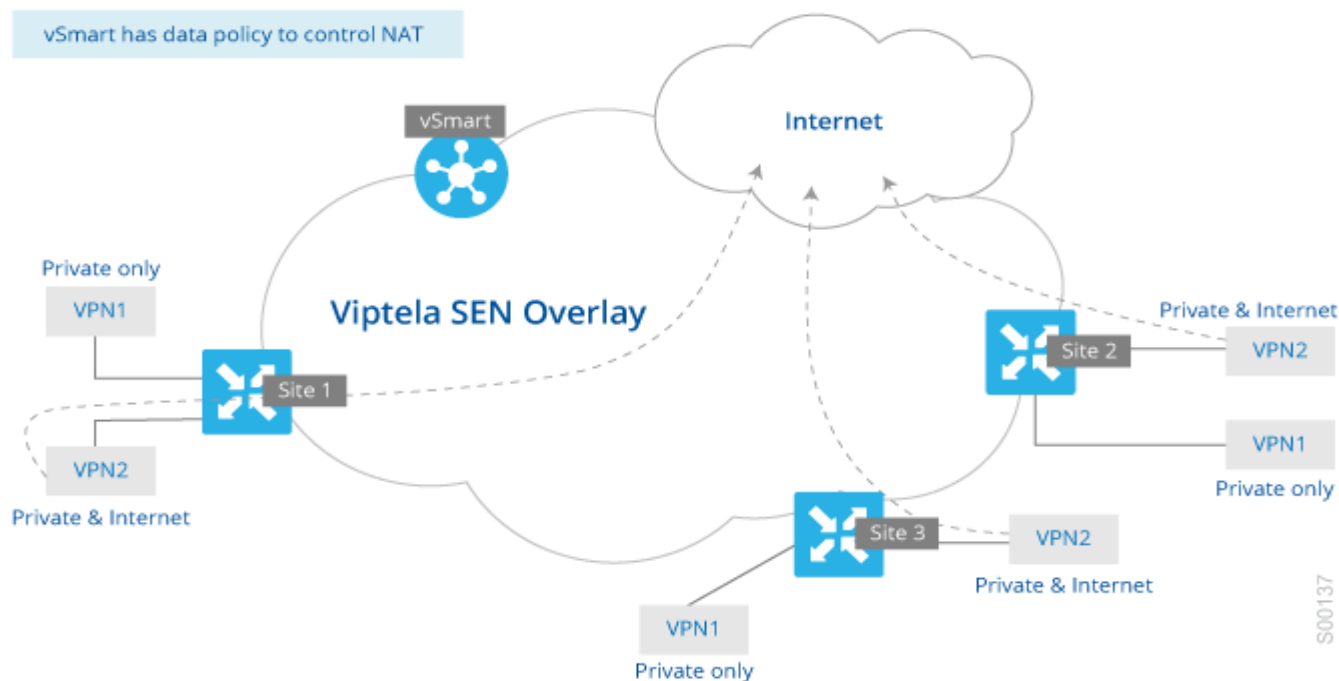 vSmart has data policy to control NAT
vSmart
Internet
Private only
VPN1
Viptela SEN Overlay
Private & Internet
Site 2
VPN2
Site 1
VPN2
VPN1
Private & Internet
Private only
Site 3
VPN2
Private & Internet
VPN1
Private only
S00137